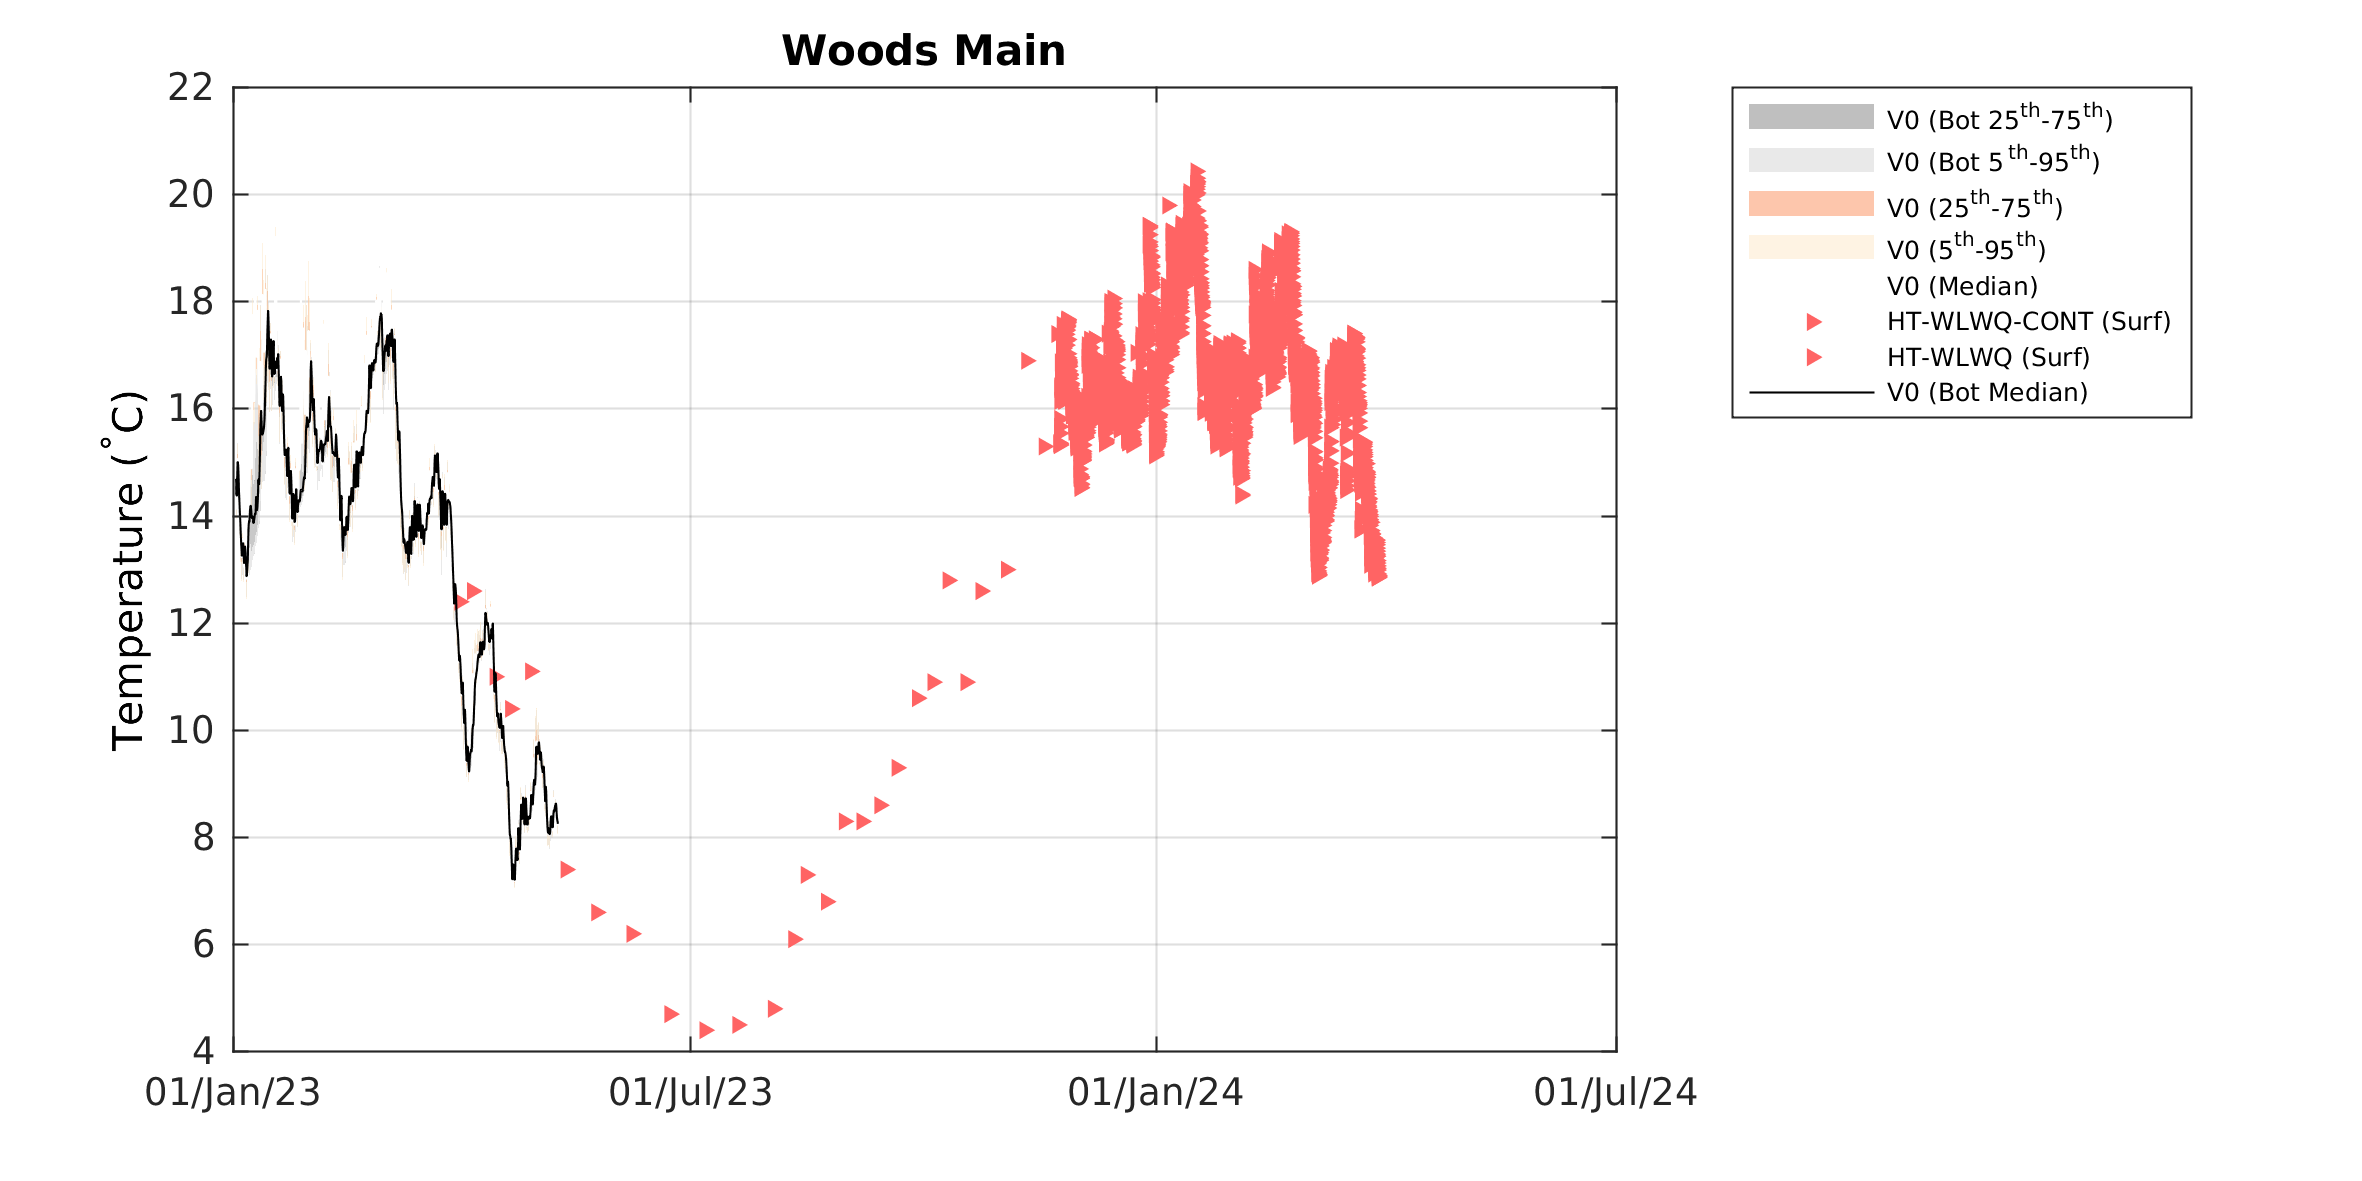 Woods Main
22
20
18
16
14
12
10
8
6
4
Temperature (°C)
01/Jan/23
01/Jul/23
01/Jan/24
01/Jul/24
V0 (Bot 25th-75th)
V0 (Bot 5th-95th)
V0 (25th-75th)
V0 (5th-95th)
V0 (Median)
HT-WLWQ-CONT (Surf)
HT-WLWQ (Surf)
V0 (Bot Median)